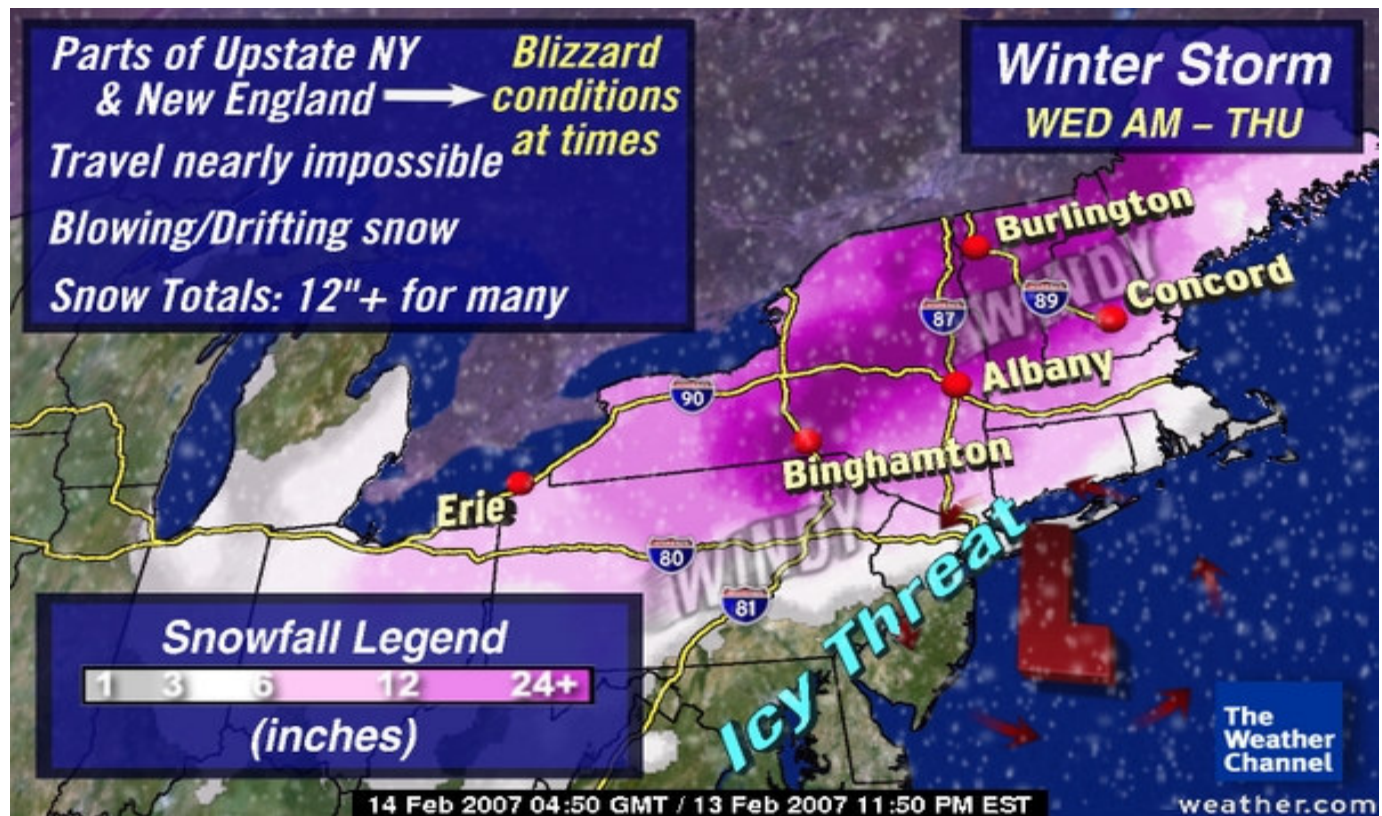 Parts of Upstate NY
& New England
Blizzard
conditions
at times
Travel nearly impossible
Blowing/Drifting snow
Snow Totals: 12"+ for many
Winter Storm
WED AM – THU
Burlington
WINDY
89
Concord
87
Albany
90
Binghamton
Erie
80
WINDY
81
Icy Threat
L
Snowfall Legend
1 3 6 12 24+
(inches)
The
Weather
Channel
14 Feb 2007 04:50 GMT / 13 Feb 2007 11:50 PM EST
weather.com